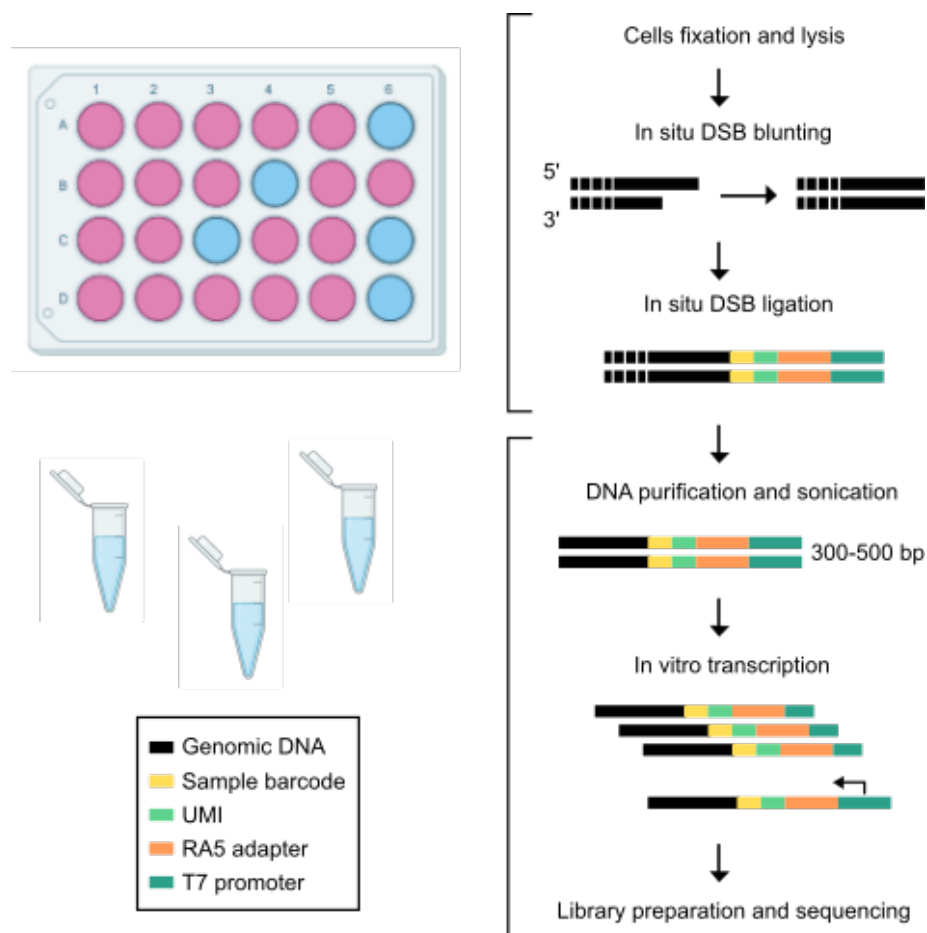 1 2 3 4 5 6
A
B
C
D
Genomic DNA
Sample barcode
UMI
RA5 adapter
T7 promoter
Cells fixation and lysis
In situ DSB blunting
5'
3'
In situ DSB ligation
DNA purification and sonication
300-500 bp
In vitro transcription
Library preparation and sequencing